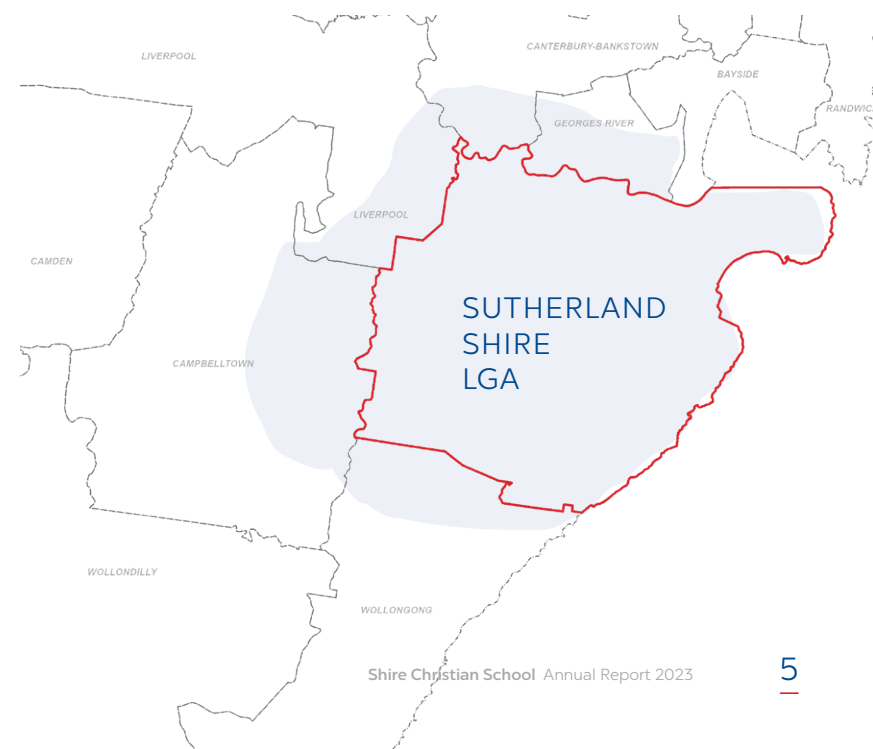 CANTERBURY-BANKSTOWN
LIVERPOOL
BAYSIDE
RANDWIC
GEORGES RIVER
LIVERPOOL
CAMDEN
SUTHERLAND
SHIRE
LGA
CAMPBELLTOWN
WOLLONDILLY
WOLLONGONG
Shire Christian School Annual Report 2023
5